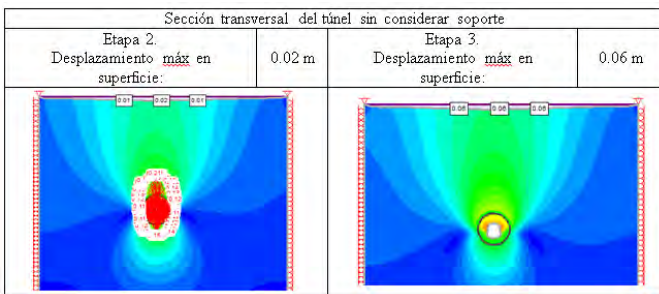 Sección transversal del túnel sin considerar soporte
Etapa 2.
Desplazamiento máx en
superficie:
0.02 m
Etapa 3.
Desplazamiento máx en
superficie:
0.06 m
0.01 0.02 0.01
0.06 0.06 0.06